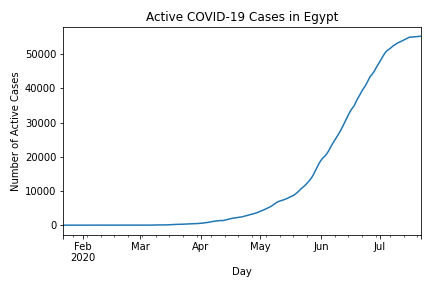 Active COVID-19 Cases in Egypt
Number of Active Cases
50000
40000
30000
20000
10000
0
Feb Mar Apr May Jun Jul
2020
Day